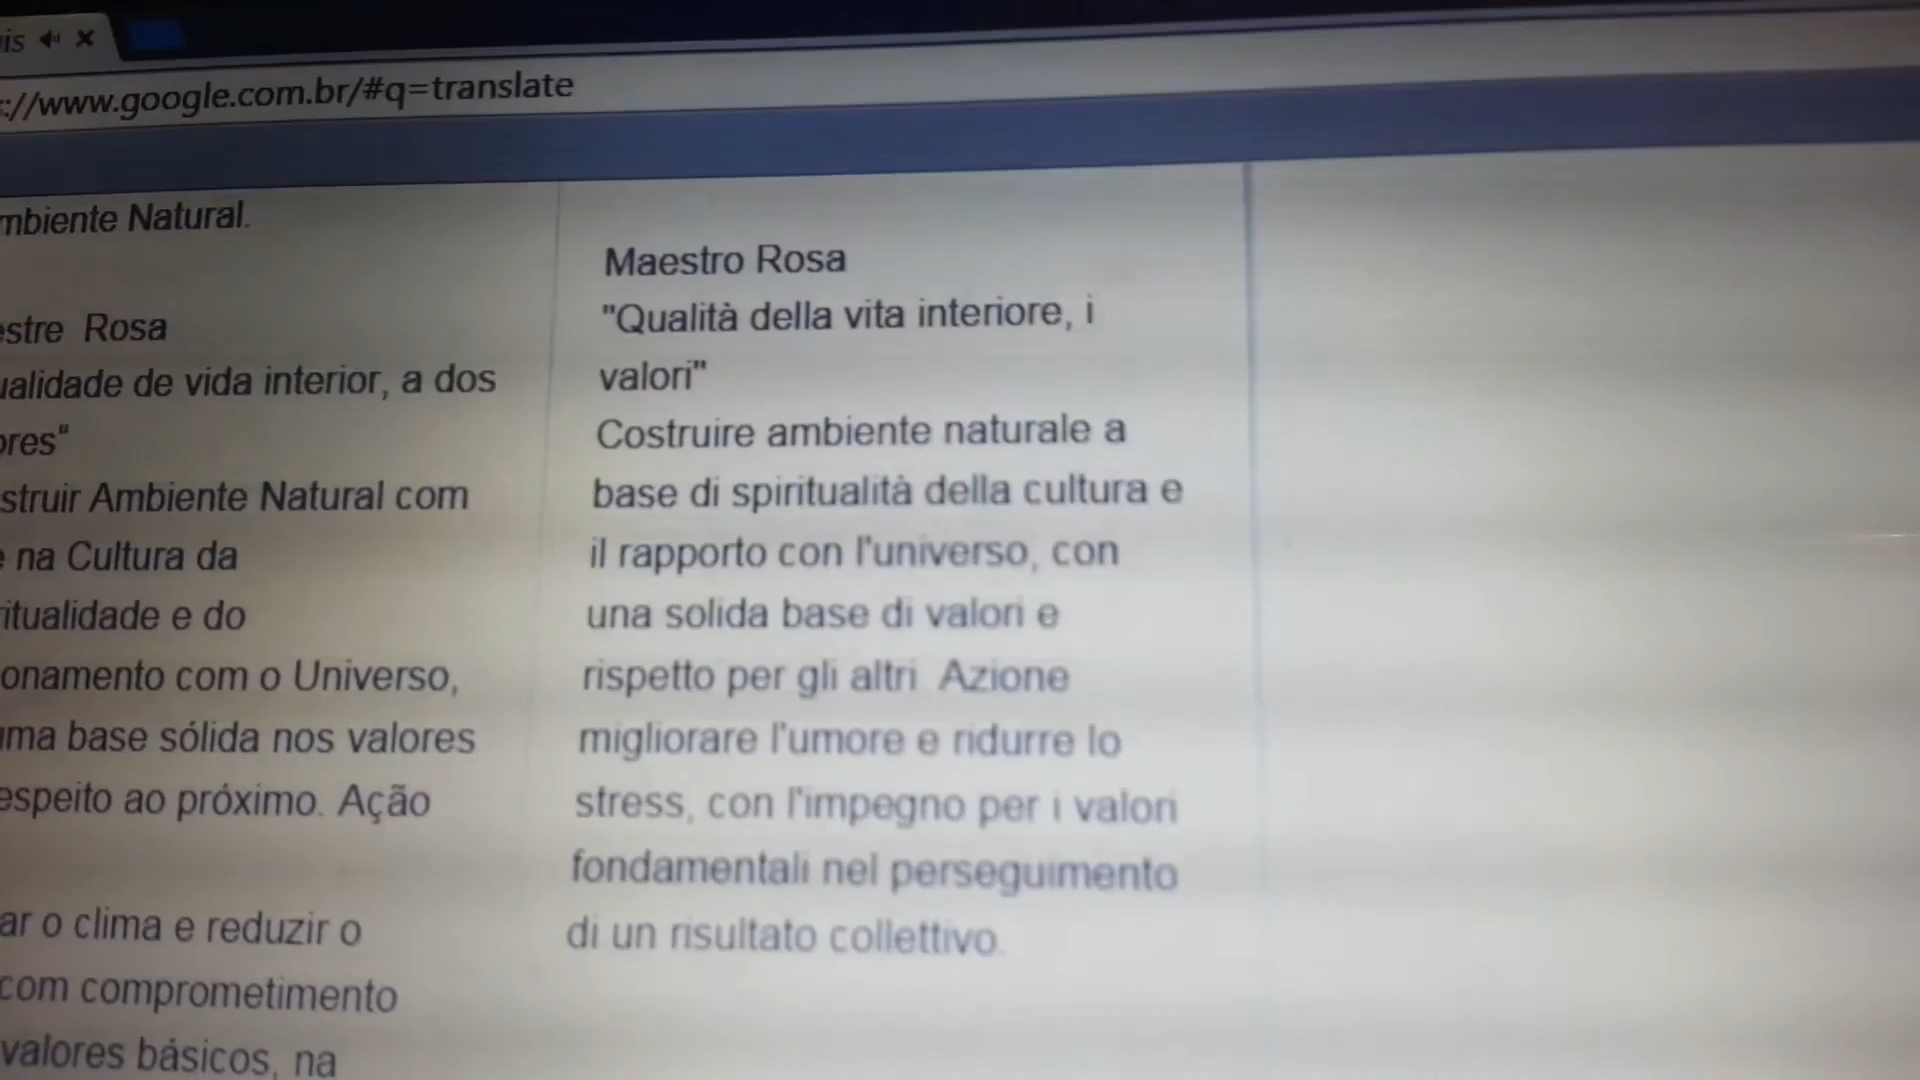 is
://www.google.com.br/#q=translate
mbiente Natural.
estre Rosa
ualidade de vida interior, a dos
ores"
struir Ambiente Natural com
e na Cultura da
ritualidade e do
onamento com o Universo,
uma base sólida nos valores
espeito ao próximo. Ação
ar o clima e reduzir o
com comprometimento
valores básicos, na
Maestro Rosa
"Qualità della vita interiore, i
valori"
Costruire ambiente naturale a
base di spiritualità della cultura e
il rapporto con l'universo, con
una solida base di valori e
rispetto per gli altri. Azione
migliorare l'umore e ridurre lo
stress, con l'impegno per i valori
fondamentali nel perseguimento
di un risultato collettivo.